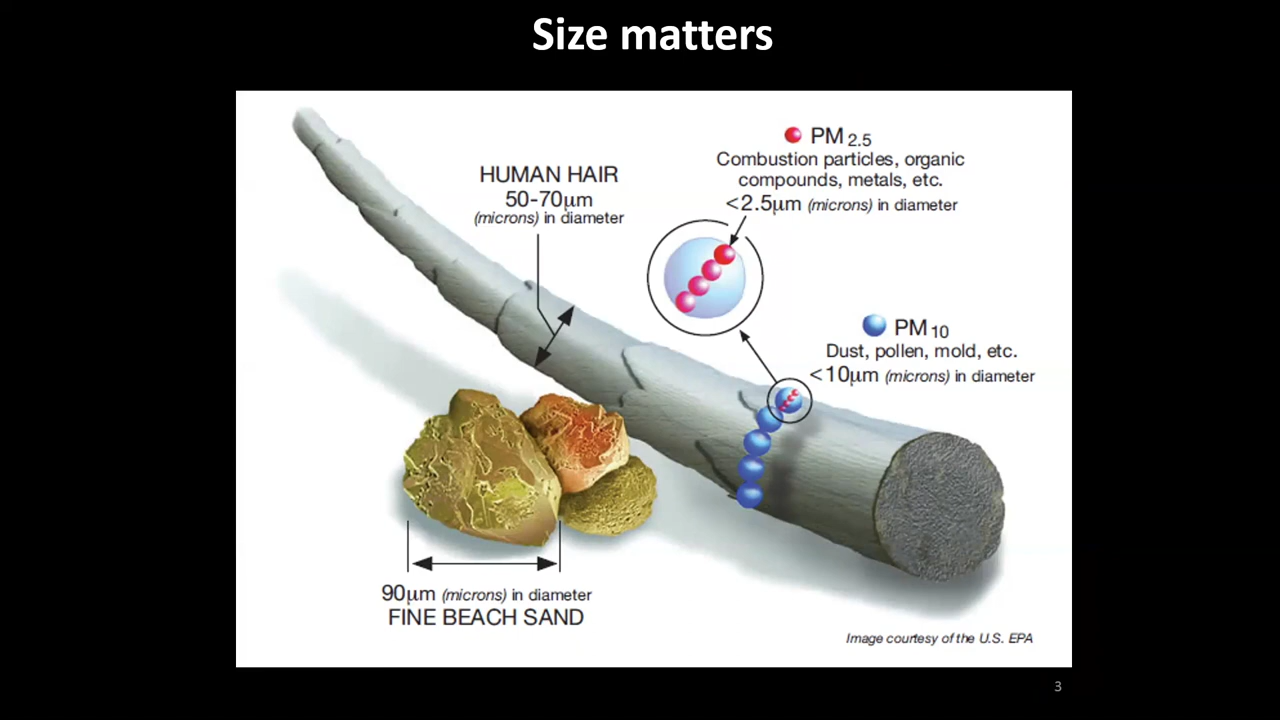 Size matters
HUMAN HAIR
50-70μm
(microns) in diameter
PM2.5
Combustion particles, organic
compounds, metals, etc.
<2.5μm (microns) in diameter
PM10
Dust, pollen, mold, etc.
<10μm (microns) in diameter
90μm (microns) in diameter
FINE BEACH SAND
Image courtesy of the U.S. EPA
3